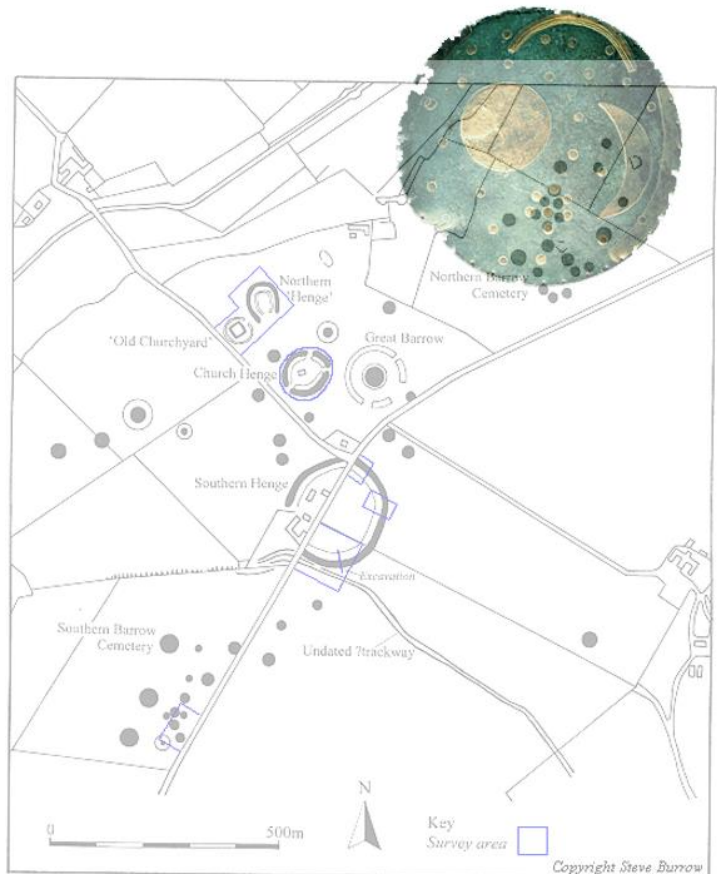 Northern
'Henge'
Northern Barrow
Cemetery
'Old Churchyard'
Great Barrow
Church Henge
Southern Henge
Excavation
Southern Barrow
Cemetery
Undated ?trackway
N
0
500m
Key
Survey area
Copyright Steve Burrow